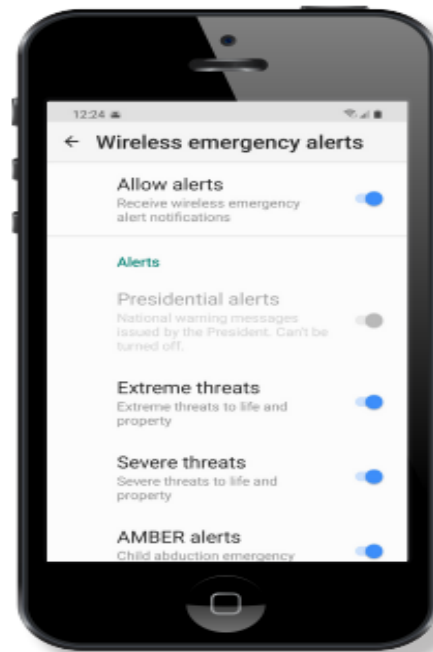 12:24
Wireless emergency alerts
Allow alerts
Receive wireless emergency
alert notifications
Alerts
Presidential alerts
National warning messages
issued by the President. Can't be
turned off.
Extreme threats
Extreme threats to life and
property
Severe threats
Severe threats to life and
property
AMBER alerts
Child abduction emergency